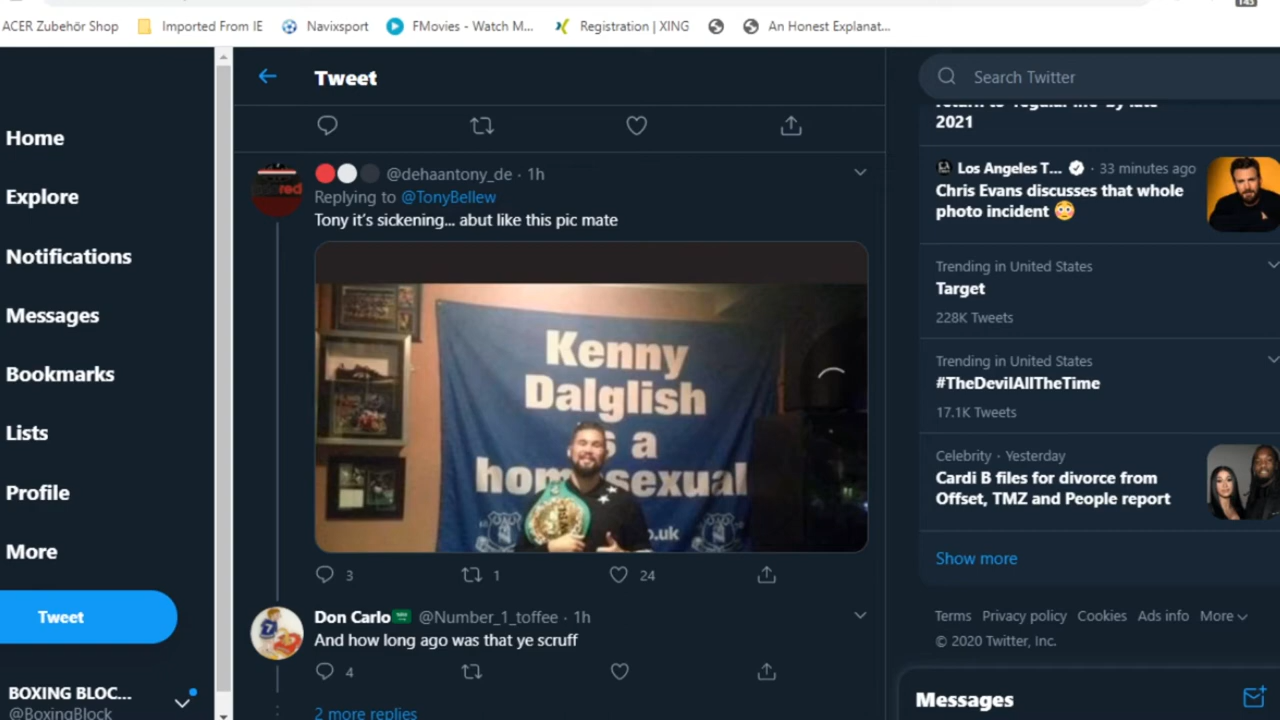 145
ACER Zubehör Shop
Imported From IE
Navixsport
FMovies - Watch M...
Registration | XING
An Honest Explanat...
Home
Explore
Notifications
Messages
Bookmarks
Lists
Profile
More
Tweet
BOXING BLOC...
@BoxingBlock
Tweet
@dehaantony_de · 1h
Replying to @TonyBellew
Tony it's sickening... abut like this pic mate
Kenny
Dalglish
s a
hom sexual
o.uk
3
1
24
Don Carlo @Number_1_toffee · 1h
And how long ago was that ye scruff
4
2 more replies
Search Twitter
return to 'regular life' by late
2021
Los Angeles T... · 33 minutes ago
Chris Evans discusses that whole
photo incident 😳
Trending in United States
Target
228K Tweets
Trending in United States
#TheDevilAllTheTime
17.1K Tweets
Celebrity · Yesterday
Cardi B files for divorce from
Offset, TMZ and People report
Show more
Terms Privacy policy Cookies Ads info More
© 2020 Twitter, Inc.
Messages